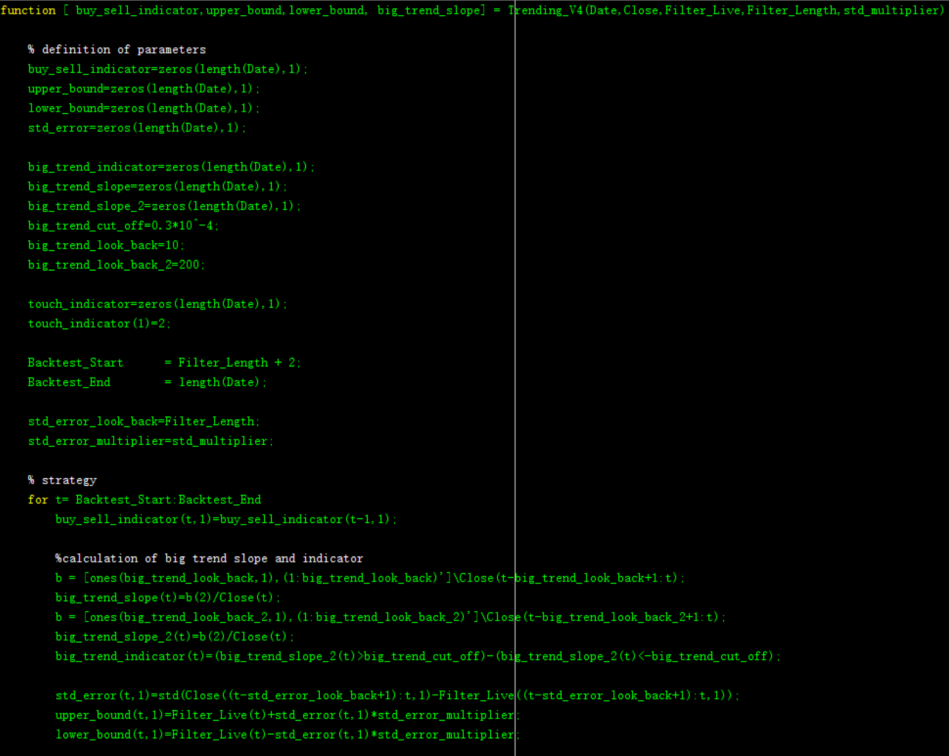 function [ buy_sell_indicator,upper_bound,lower_bound, big_trend_slope] = Trending_V4(Date,Close,Filter_Live,Filter_Length,std_multiplier)
% definition of parameters
buy_sell_indicator=zeros(length(Date),1);
upper_bound=zeros(length(Date),1);
lower_bound=zeros(length(Date),1);
std_error=zeros(length(Date),1);
big_trend_indicator=zeros(length(Date),1);
big_trend_slope=zeros(length(Date),1);
big_trend_slope_2=zeros(length(Date),1);
big_trend_cut_off=0.3*10^-4;
big_trend_look_back=10;
big_trend_look_back_2=200;
touch_indicator=zeros(length(Date),1);
touch_indicator(1)=2;
Backtest_Start = Filter_Length + 2;
Backtest_End = length(Date);
std_error_look_back=Filter_Length;
std_error_multiplier=std_multiplier;
% strategy
for t= Backtest_Start:Backtest_End
buy_sell_indicator(t,1)=buy_sell_indicator(t-1,1);
%calculation of big trend slope and indicator
b = [ones(big_trend_look_back,1),(1:big_trend_look_back)']\Close(t-big_trend_look_back+1:t);
big_trend_slope(t)=b(2)/Close(t);
b = [ones(big_trend_look_back_2,1),(1:big_trend_look_back_2)']\Close(t-big_trend_look_back_2+1:t);
big_trend_slope_2(t)=b(2)/Close(t);
big_trend_indicator(t)=(big_trend_slope_2(t)>big_trend_cut_off)-(big_trend_slope_2(t)<-big_trend_cut_off);
std_error(t,1)=std(Close((t-std_error_look_back+1):t,1)-Filter_Live((t-std_error_look_back+1):t,1));
upper_bound(t,1)=Filter_Live(t)+std_error(t,1)*std_error_multiplier;
lower_bound(t,1)=Filter_Live(t)-std_error(t,1)*std_error_multiplier;